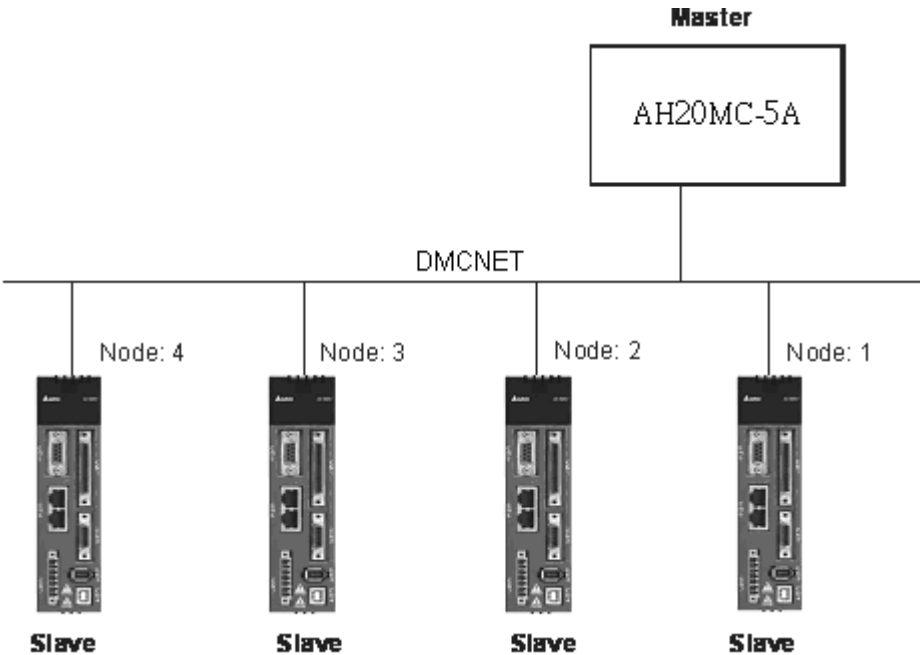 Master
AH20MC-5A
DMCNET
Node: 4
Node: 3
Node: 2
Node: 1
Slave
Slave
Slave
Slave